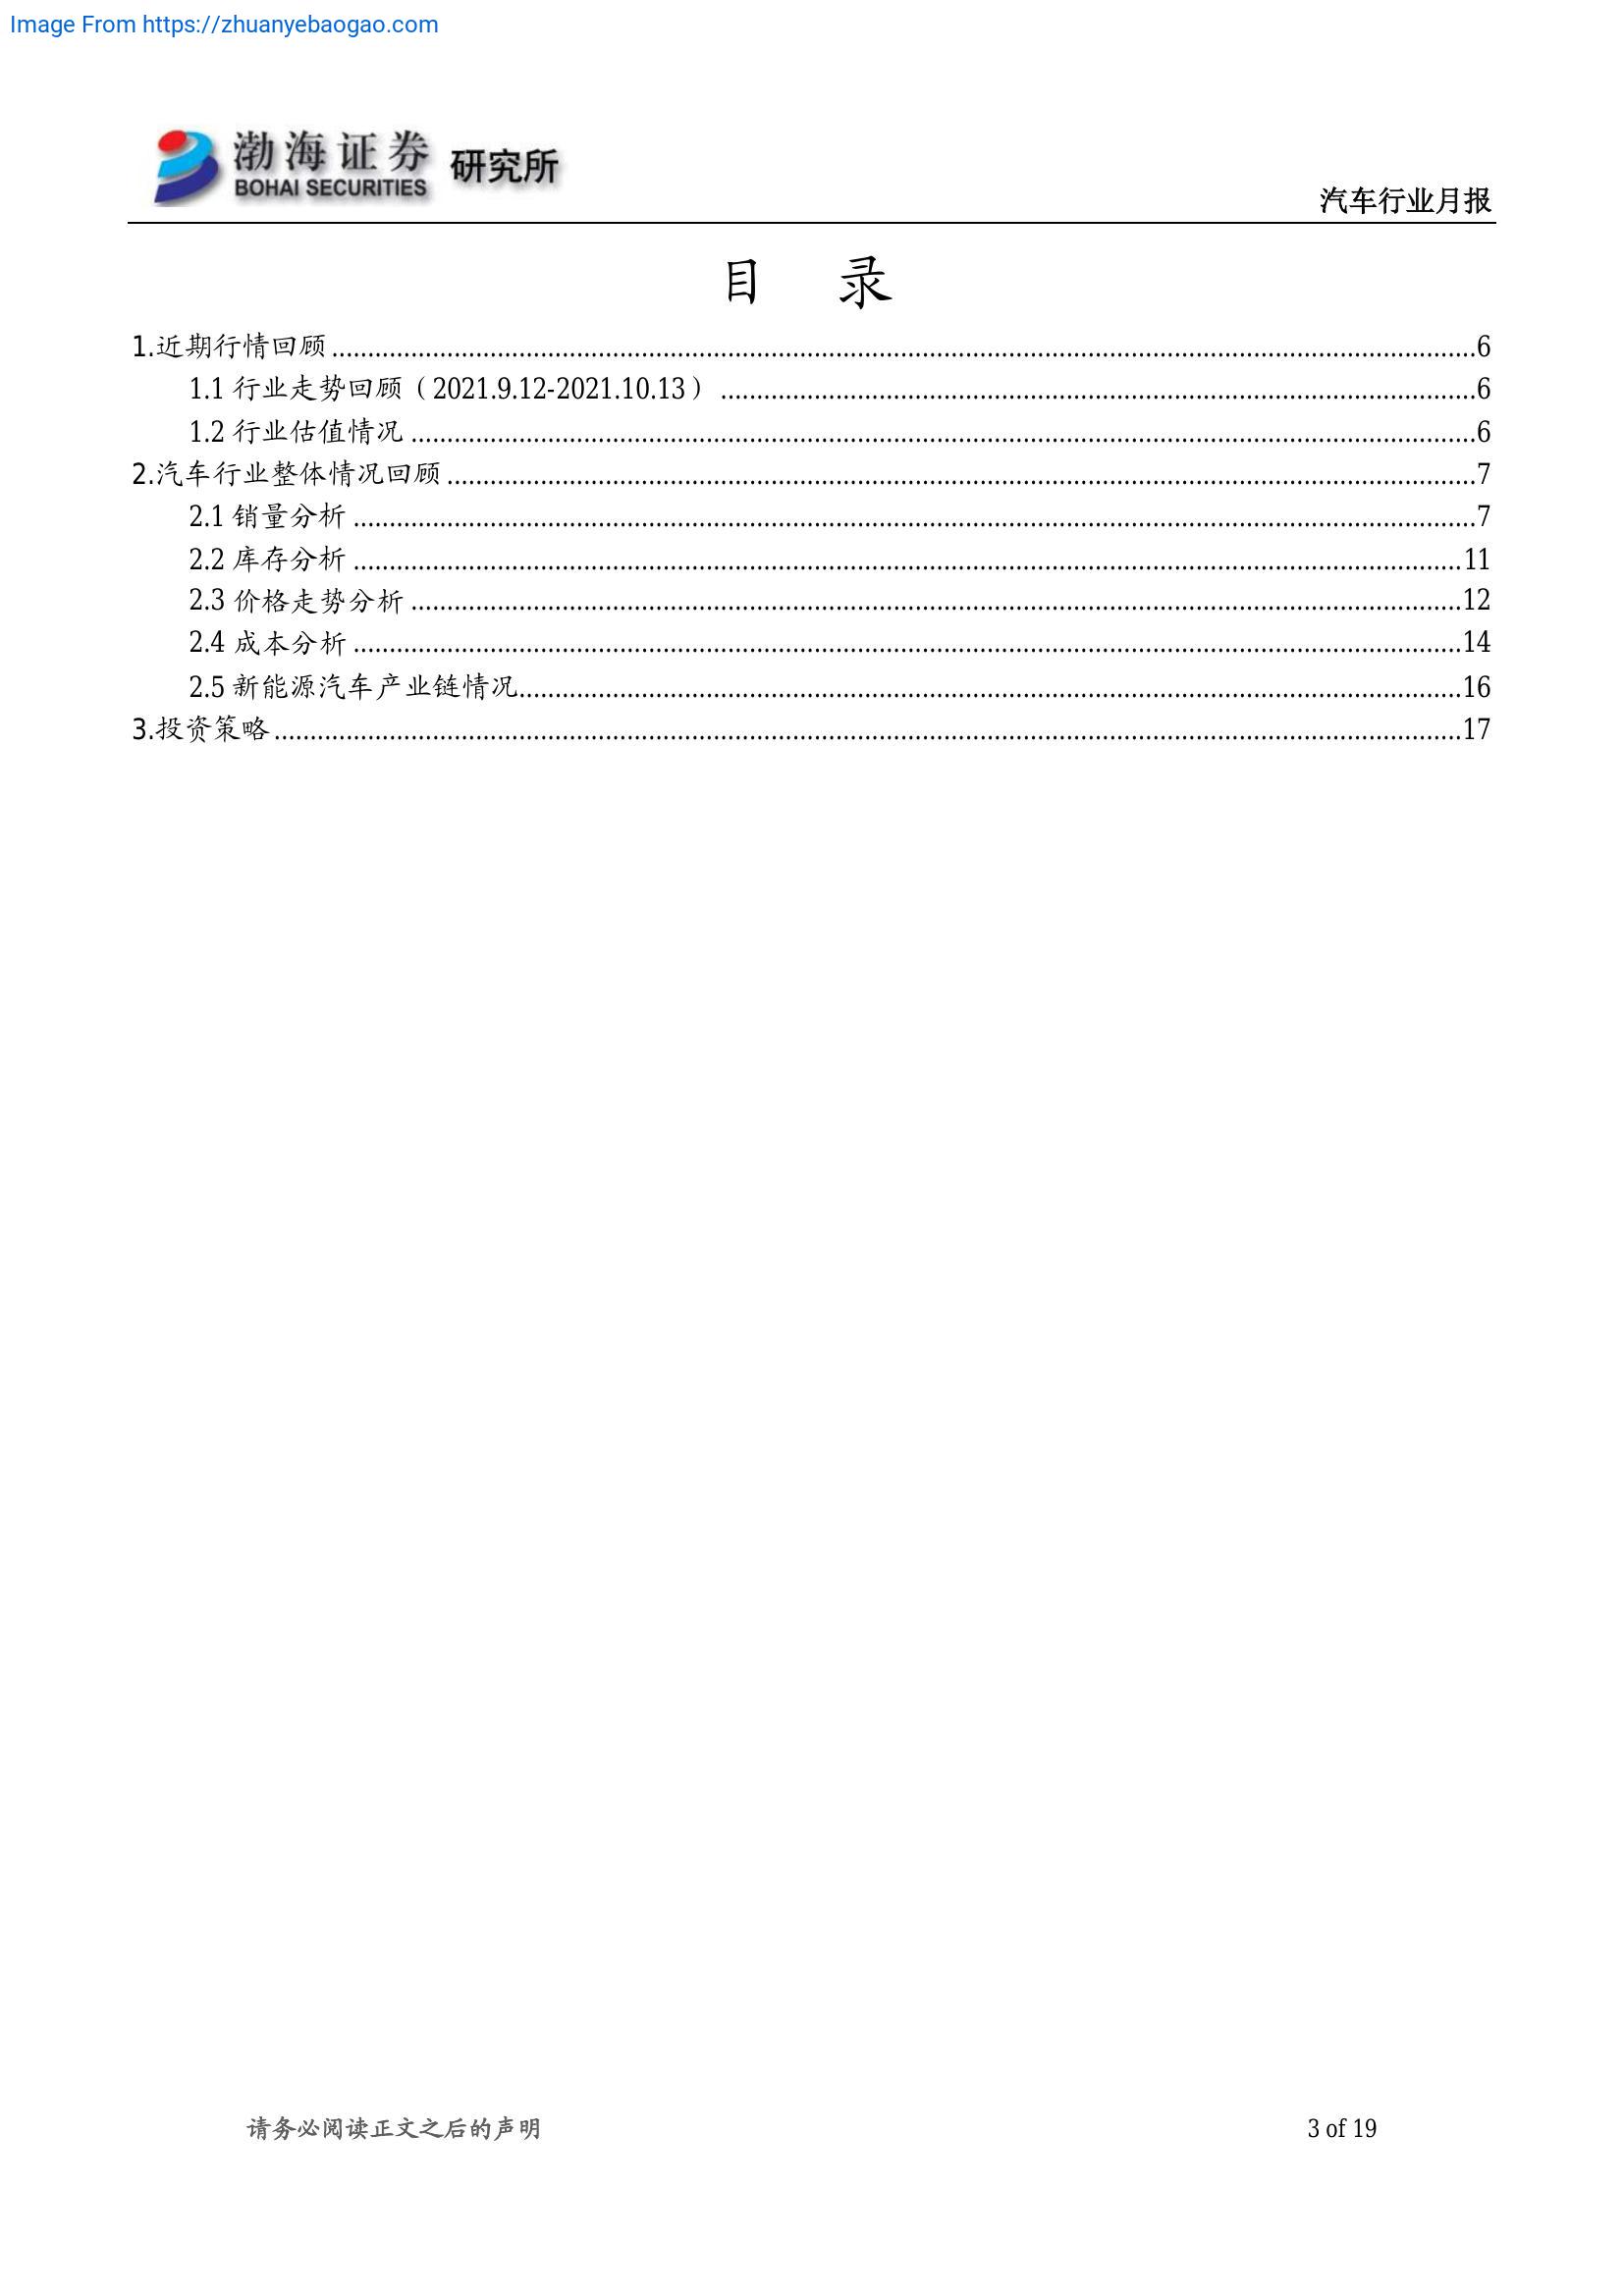 Image From https://zhuanyebaogao.com
渤海证券 研究所
BOHAI SECURITIES
汽车行业月报
目 录
1.近期行情回顾........................................6
1.1 行业走势回顾（2021.9.12-2021.10.13）........................................6
1.2 行业估值情况........................................6
2.汽车行业整体情况回顾........................................7
2.1 销量分析........................................7
2.2 库存分析........................................11
2.3 价格走势分析........................................12
2.4 成本分析........................................14
2.5 新能源汽车产业链情况........................................16
3.投资策略........................................17
请务必阅读正文之后的声明 3 of 19